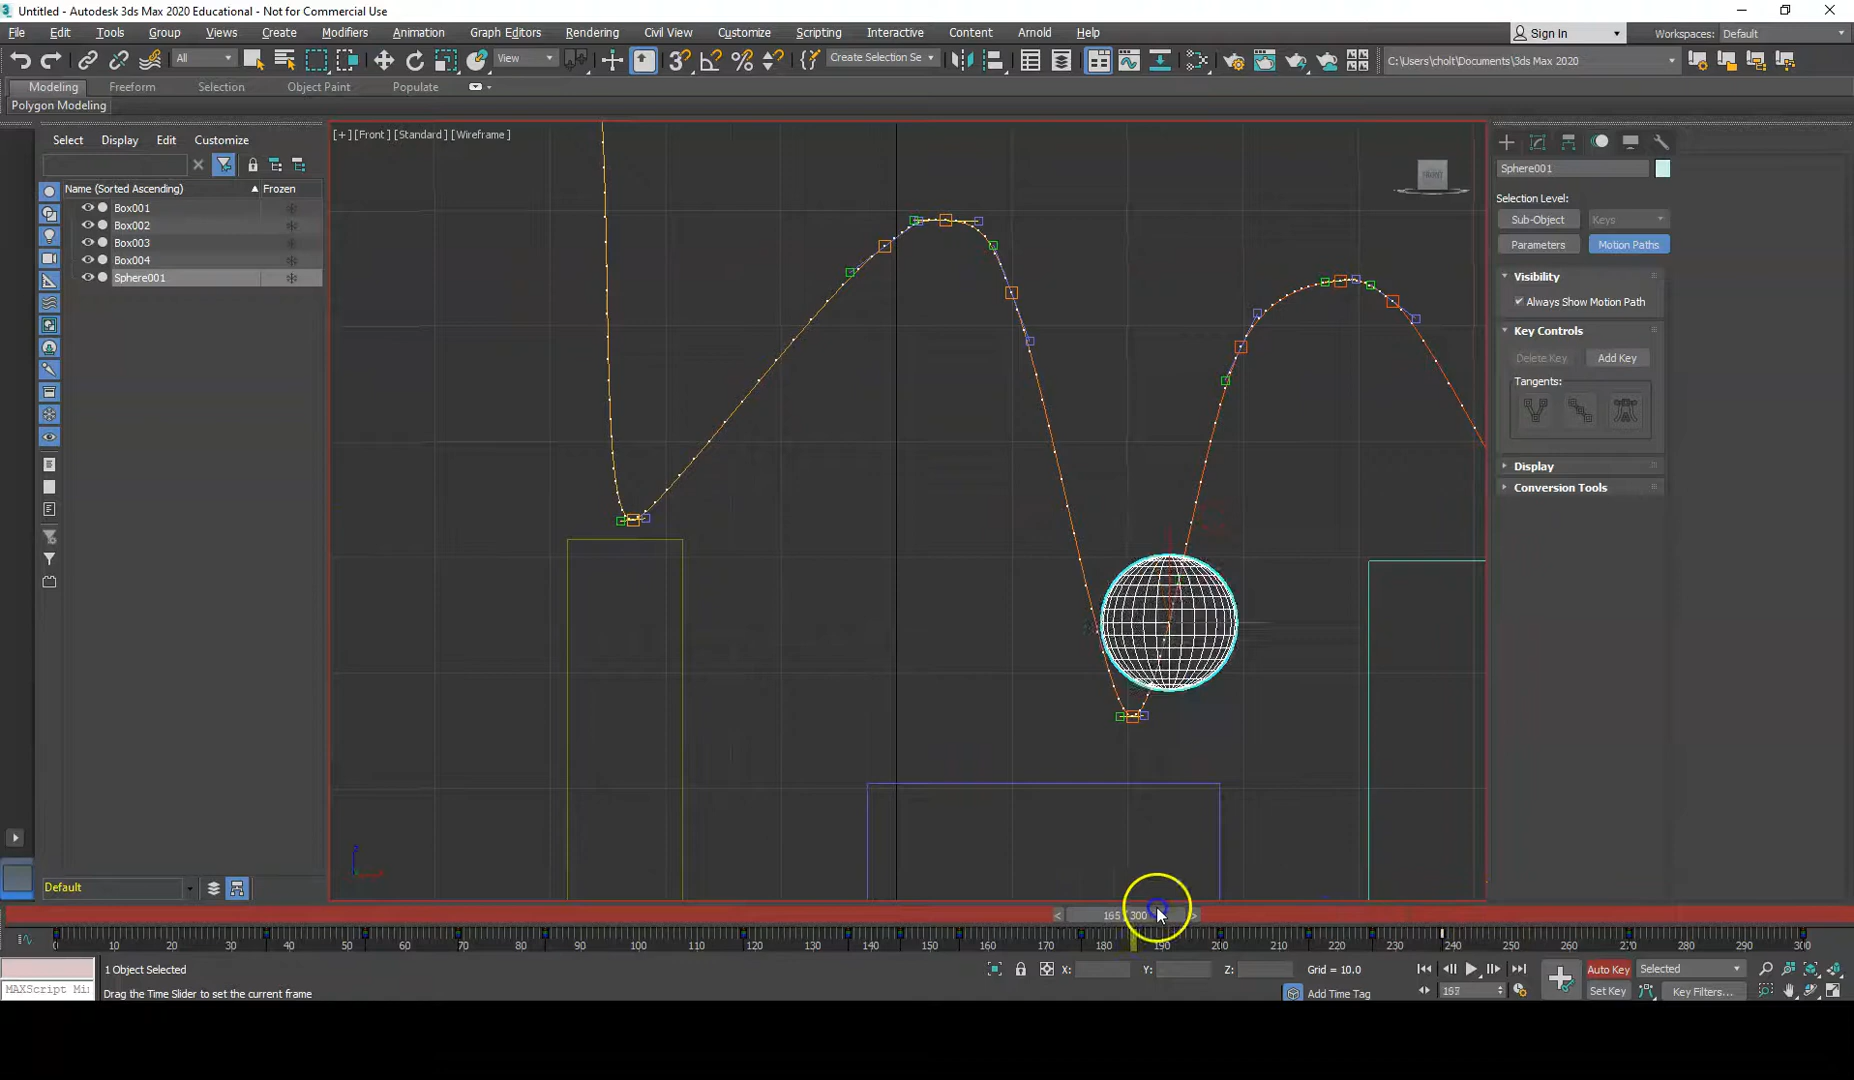 Untitled - Autodesk 3ds Max 2020 Educational - Not for Commercial Use
File Edit Tools Group Views Create Modifiers Animation Graph Editors Rendering Civil View Customize Scripting Interactive Content Arnold Help
Sign In
Workspaces: Default
All
View
Create Selection Se
C:\Users\cholt\Documents\3ds Max 2020
Modeling Freeform Selection Object Paint Populate
Polygon Modeling
Select Display Edit Customize
Name (Sorted Ascending) Frozen
Box001
Box002
Box003
Box004
Sphere001
Default
[+] [Front] [Standard] [Wireframe]
FRONT
Sphere001
Selection Level:
Sub-Object Keys
Parameters Motion Paths
Visibility
Always Show Motion Path
Key Controls
Delete Key Add Key
Tangents:
Display
Conversion Tools
< 165 / 300 >
0 10 20 30 40 50 60 70 80 90 100 110 120 130 140 150 160 170 180 190 200 210 220 230 240 250 260 270 280 290 300
1 Object Selected
X: Y: Z: Grid = 10.0
Auto Key Selected
MAXScript Mi
Drag the Time Slider to set the current frame
Add Time Tag
Set Key Key Filters...